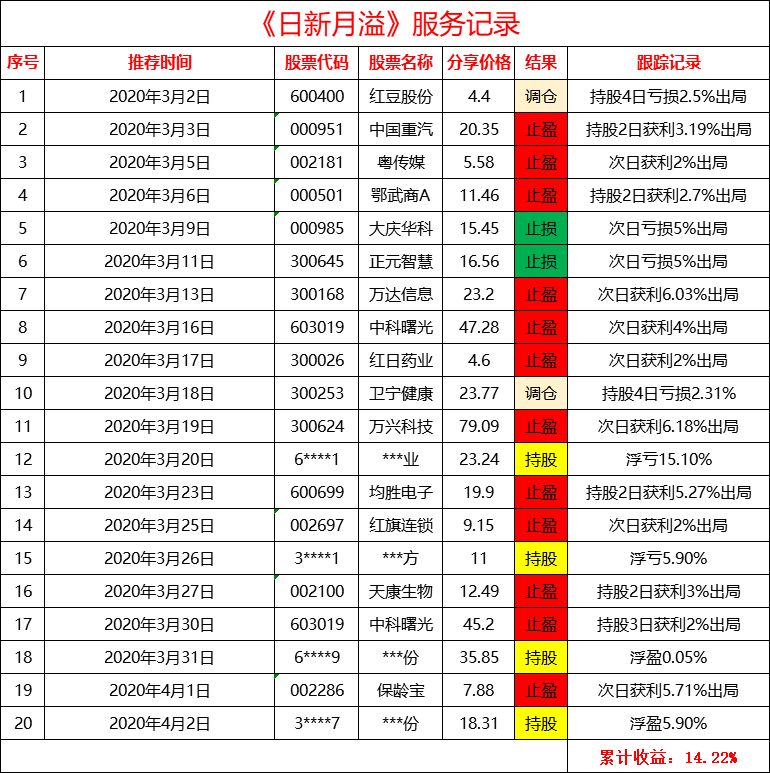 《日新月溢》服务记录
序号 推荐时间 股票代码 股票名称 分享价格 结果 跟踪记录
1 2020年3月2日 600400 红豆股份 4.4 调仓 持股4日亏损2.5%出局
2 2020年3月3日 000951 中国重汽 20.35 止盈 持股2日获利3.19%出局
3 2020年3月5日 002181 粤传媒 5.58 止盈 次日获利2%出局
4 2020年3月6日 000501 鄂武商A 11.46 止盈 持股2日获利2.7%出局
5 2020年3月9日 000985 大庆华科 15.45 止损 次日亏损5%出局
6 2020年3月11日 300645 正元智慧 16.56 止损 次日亏损5%出局
7 2020年3月13日 300168 万达信息 23.2 止盈 次日获利6.03%出局
8 2020年3月16日 603019 中科曙光 47.28 止盈 次日获利4%出局
9 2020年3月17日 300026 红日药业 4.6 止盈 次日获利2%出局
10 2020年3月18日 300253 卫宁健康 23.77 调仓 持股4日亏损2.31%
11 2020年3月19日 300624 万兴科技 79.09 止盈 次日获利6.18%出局
12 2020年3月20日 6****1 ***业 23.24 持股 浮亏15.10%
13 2020年3月23日 600699 均胜电子 19.9 止盈 持股2日获利5.27%出局
14 2020年3月25日 002697 红旗连锁 9.15 止盈 次日获利2%出局
15 2020年3月26日 3****1 ***方 11 持股 浮亏5.90%
16 2020年3月27日 002100 天康生物 12.49 止盈 持股2日获利3%出局
17 2020年3月30日 603019 中科曙光 45.2 止盈 持股3日获利2%出局
18 2020年3月31日 6****9 ***份 35.85 持股 浮盈0.05%
19 2020年4月1日 002286 保龄宝 7.88 止盈 次日获利5.71%出局
20 2020年4月2日 3****7 ***份 18.31 持股 浮盈5.90%
累计收益：14.22%